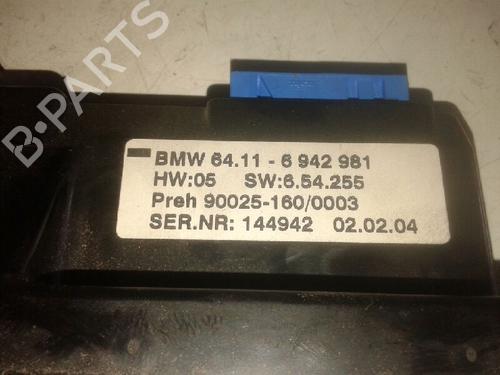 B-PARTS
BMW 64.11 - 6 942 981
HW:05 SW:6.54.255
Preh 90025-160/0003
SER.NR: 144942 02.02.04